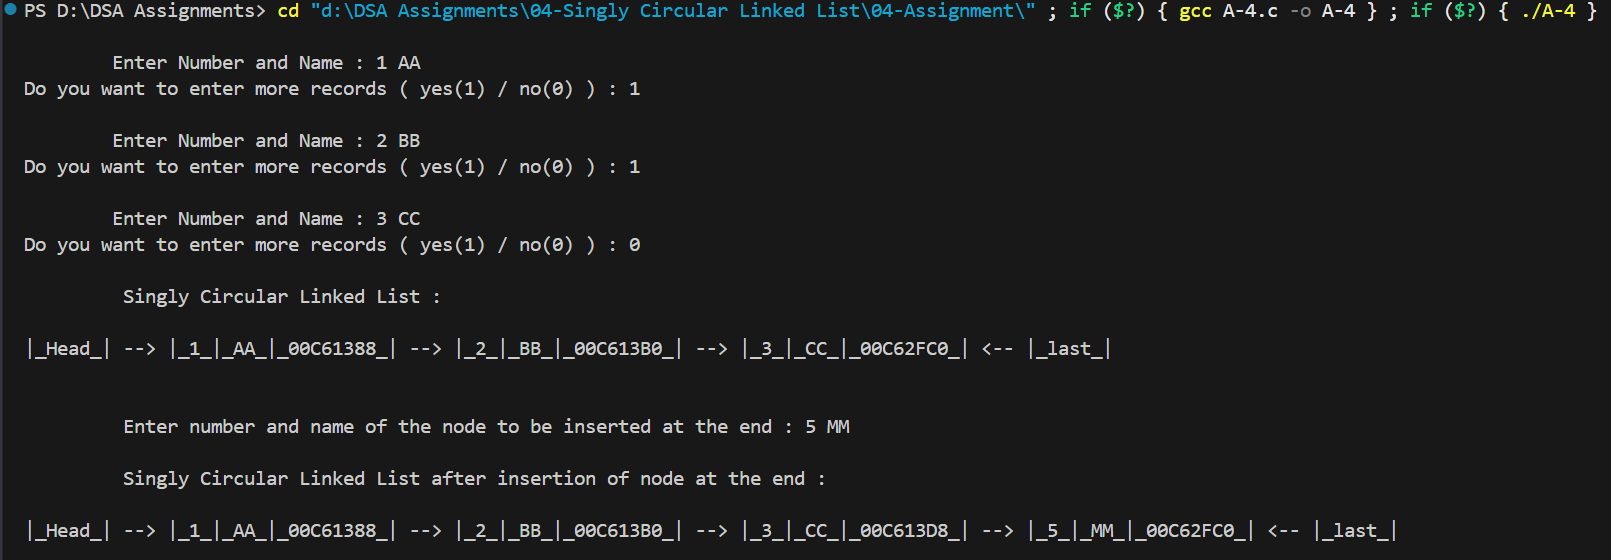 PS D:\DSA Assignments> cd "d:\DSA Assignments\04-Singly Circular Linked List\04-Assignment\" ; if ($?) { gcc A-4.c -o A-4 } ; if ($?) { ./A-4 }
Enter Number and Name : 1 AA
Do you want to enter more records ( yes(1) / no(0) ) : 1
Enter Number and Name : 2 BB
Do you want to enter more records ( yes(1) / no(0) ) : 1
Enter Number and Name : 3 CC
Do you want to enter more records ( yes(1) / no(0) ) : 0
Singly Circular Linked List :
|_Head_| --> |_1_|_AA_|_00C61388_| --> |_2_|_BB_|_00C613B0_| --> |_3_|_CC_|_00C62FC0_| <-- |_last_|
Enter number and name of the node to be inserted at the end : 5 MM
Singly Circular Linked List after insertion of node at the end :
|_Head_| --> |_1_|_AA_|_00C61388_| --> |_2_|_BB_|_00C613B0_| --> |_3_|_CC_|_00C613D8_| --> |_5_|_MM_|_00C62FC0_| <-- |_last_|